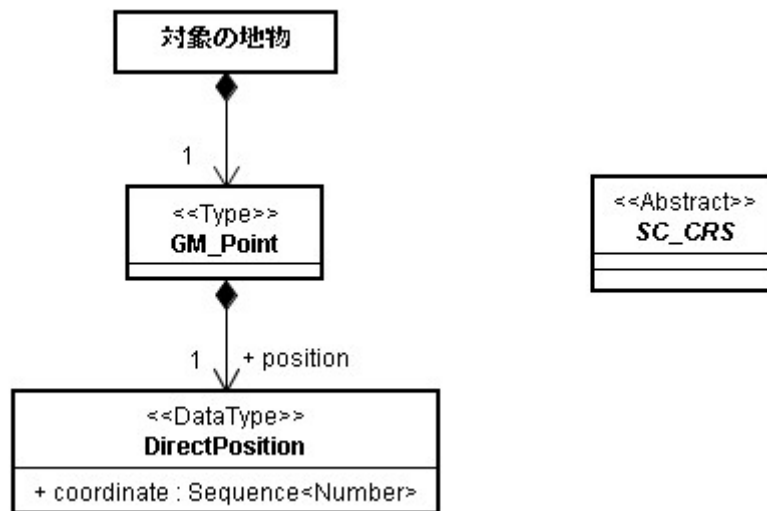 対象の地物
1
<<Type>>
GM_Point
<<Abstract>>
SC_CRS
1 + position
<<DataType>>
DirectPosition
+ coordinate : Sequence<Number>